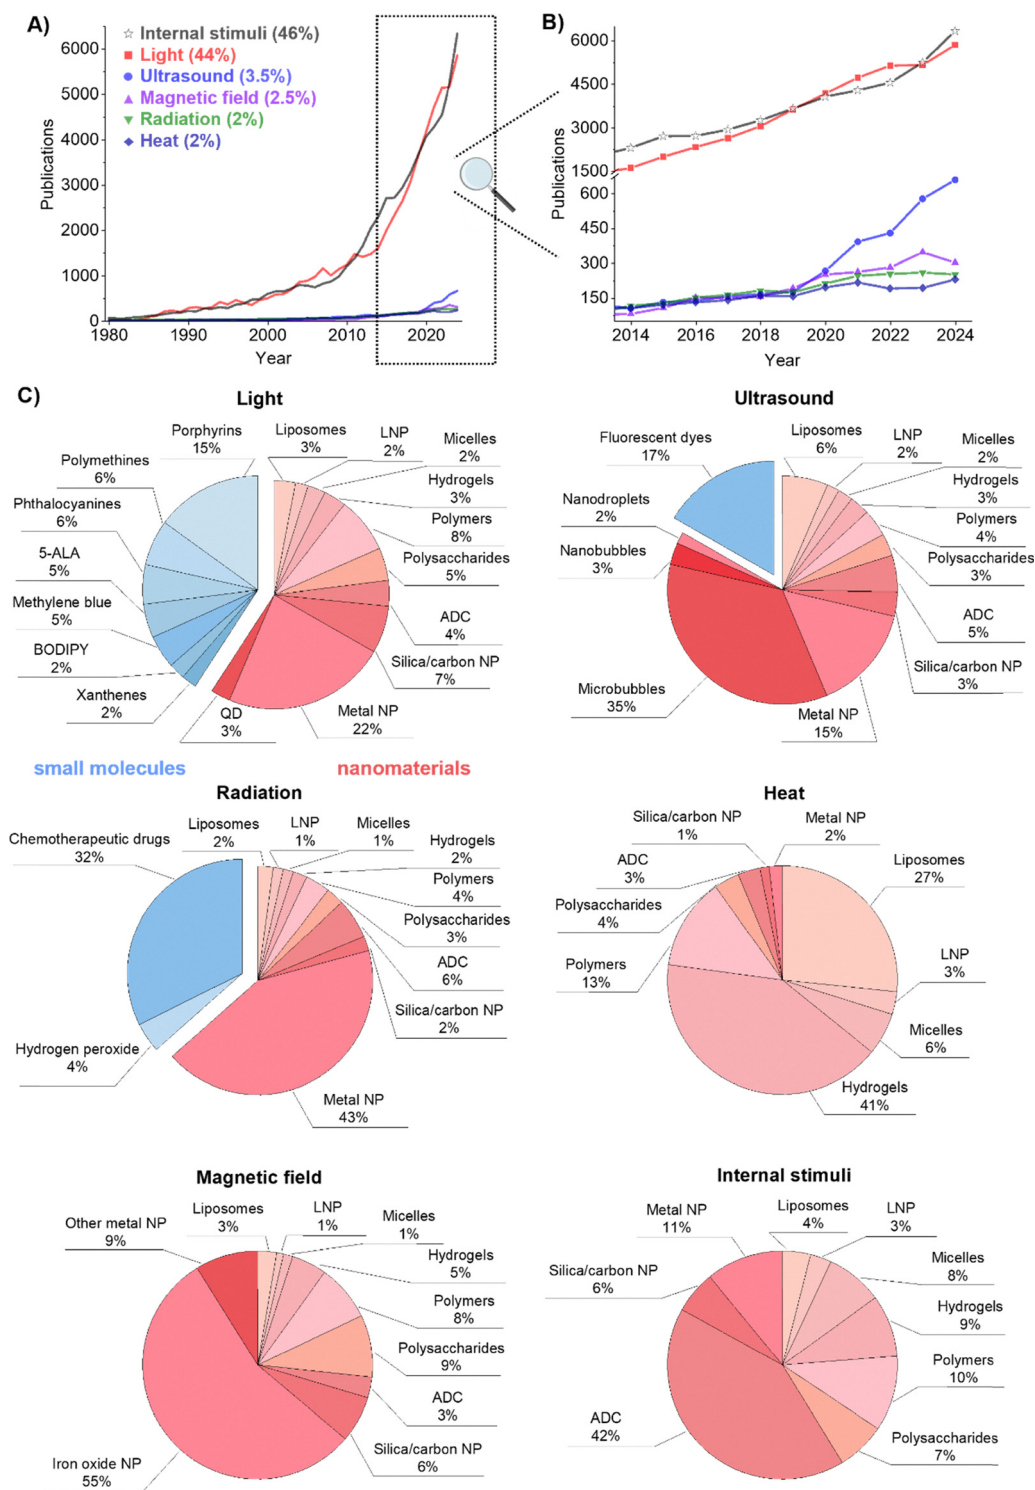 A)
Internal stimuli (46%)
Light (44%)
Ultrasound (3.5%)
Magnetic field (2.5%)
Radiation (2%)
Heat (2%)
6000
5000
4000
3000
2000
1000
0
Publications
1980
1990
2000
2010
2020
Year
B)
6000
4500
3000
1500
600
450
300
150
Publications
2014
2016
2018
2020
2022
2024
Year
C)
Light
Porphyrins
15%
Polymethines
6%
Phthalocyanines
6%
5-ALA
5%
Methylene blue
5%
BODIPY
2%
Xanthenes
2%
Liposomes
3%
LNP
2%
Micelles
2%
Hydrogels
3%
Polymers
8%
Polysaccharides
5%
ADC
4%
Silica/carbon NP
7%
Metal NP
22%
QD
3%
Ultrasound
Fluorescent dyes
17%
Nanodroplets
2%
Nanobubbles
3%
Microbubbles
35%
Liposomes
6%
LNP
2%
Micelles
2%
Hydrogels
3%
Polymers
4%
Polysaccharides
3%
ADC
5%
Silica/carbon NP
3%
Metal NP
15%
small molecules
nanomaterials
Radiation
Chemotherapeutic drugs
32%
Hydrogen peroxide
4%
Liposomes
2%
LNP
1%
Micelles
1%
Hydrogels
2%
Polymers
4%
Polysaccharides
3%
ADC
6%
Silica/carbon NP
2%
Metal NP
43%
Heat
Silica/carbon NP
1%
ADC
3%
Polysaccharides
4%
Polymers
13%
Metal NP
2%
Liposomes
27%
LNP
3%
Micelles
6%
Hydrogels
41%
Magnetic field
Other metal NP
9%
Iron oxide NP
55%
Liposomes
3%
LNP
1%
Micelles
1%
Hydrogels
5%
Polymers
8%
Polysaccharides
9%
ADC
3%
Silica/carbon NP
6%
Internal stimuli
Metal NP
11%
Silica/carbon NP
6%
ADC
42%
Liposomes
4%
LNP
3%
Micelles
8%
Hydrogels
9%
Polymers
10%
Polysaccharides
7%